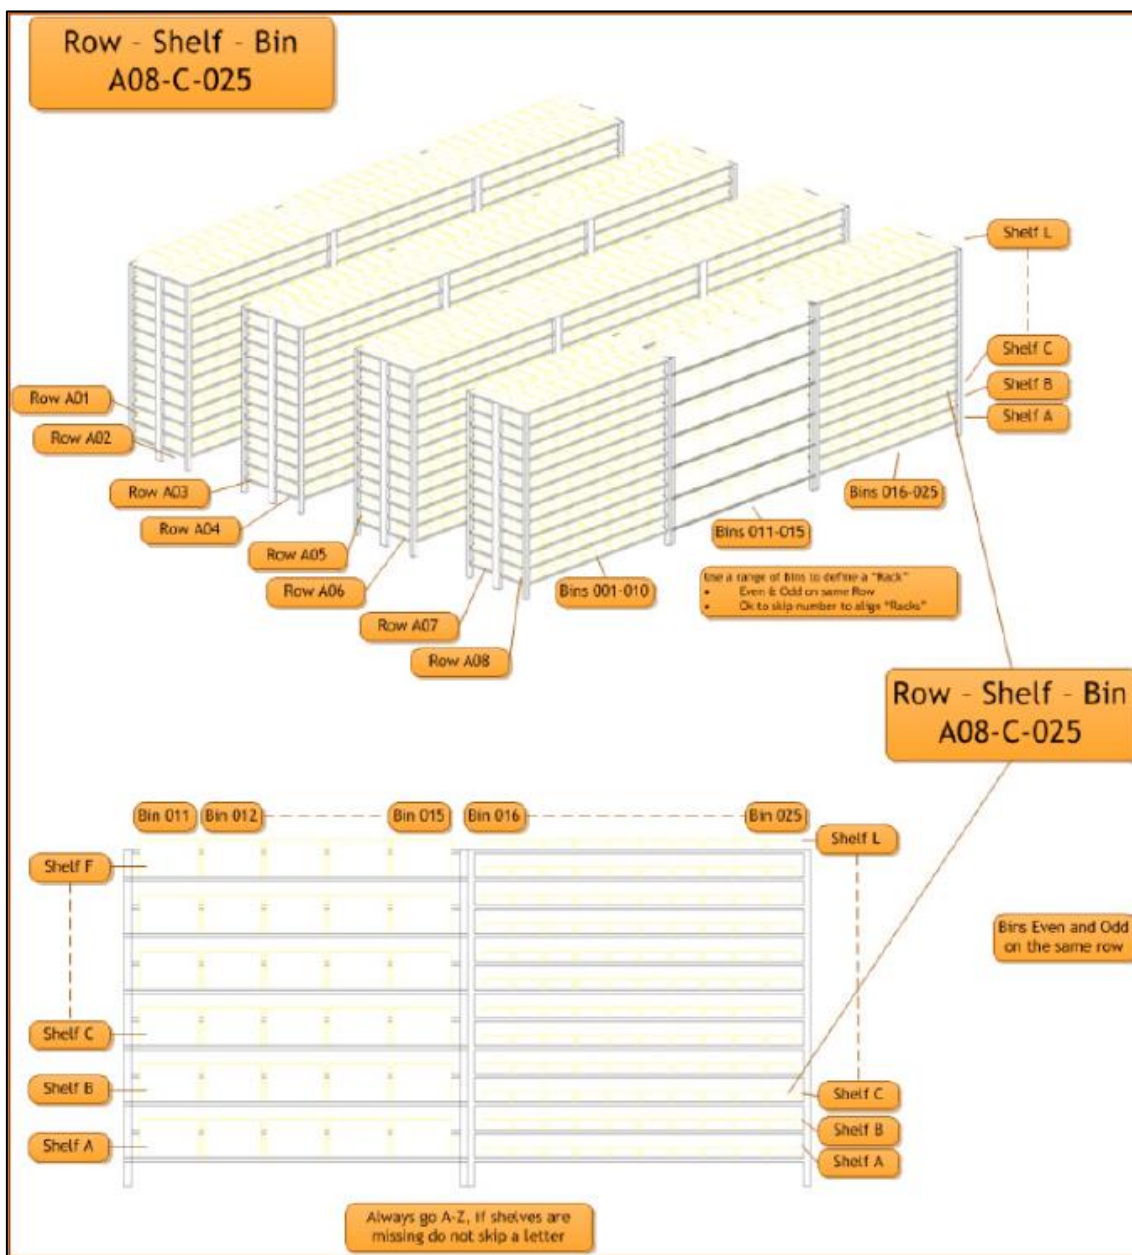 Row - Shelf - Bin
A08-C-025
Shelf L
Shelf C
Shelf B
Shelf A
Row A01
Row A02
Row A03
Row A04
Row A05
Row A06
Row A07
Row A08
Bins 001-010
Bins 011-015
Bins 016-025
Use a range of bins to define a "Rack"
• Even & Odd on same Row
• Ok to skip number to align "Racks"
Row - Shelf - Bin
A08-C-025
Bin 011
Bin 012
Bin 015
Bin 016
Bin 025
Shelf F
Shelf C
Shelf B
Shelf A
Shelf L
Shelf C
Shelf B
Shelf A
Bins Even and Odd
on the same row
Always go A-Z, if shelves are
missing do not skip a letter